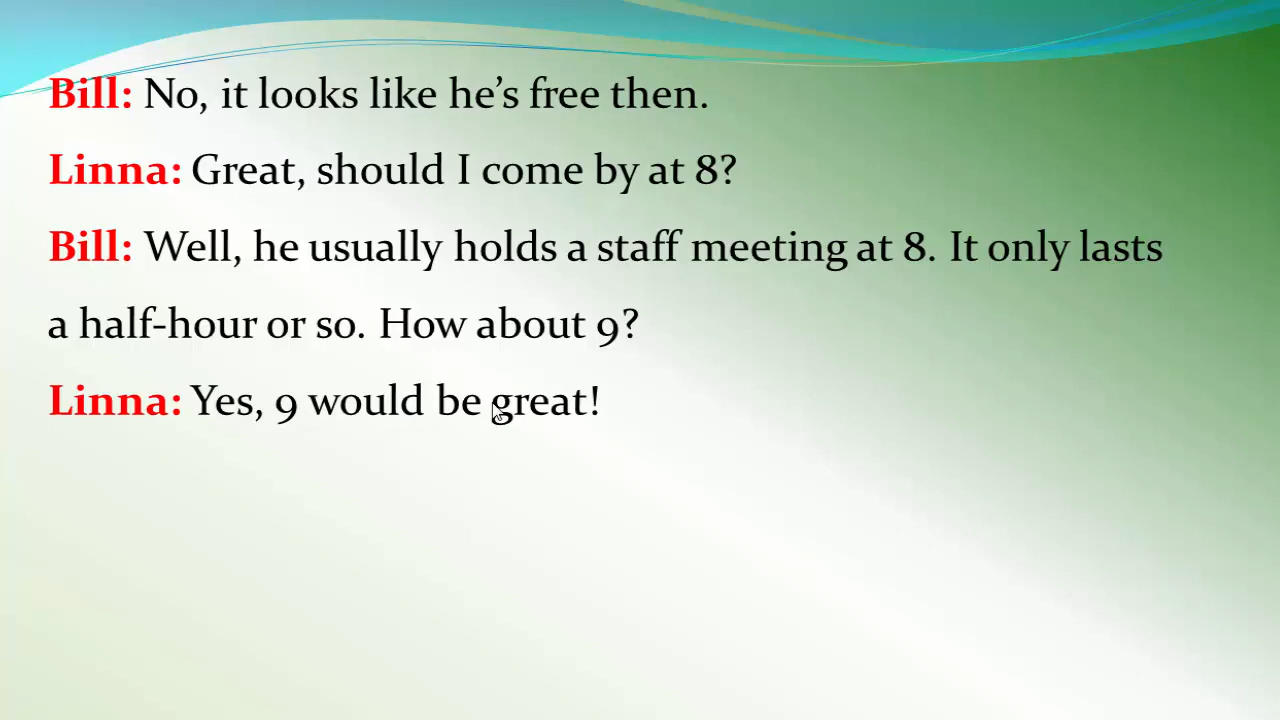 Bill: No, it looks like he’s free then.
Linna: Great, should I come by at 8?
Bill: Well, he usually holds a staff meeting at 8. It only lasts
a half-hour or so. How about 9?
Linna: Yes, 9 would be great!